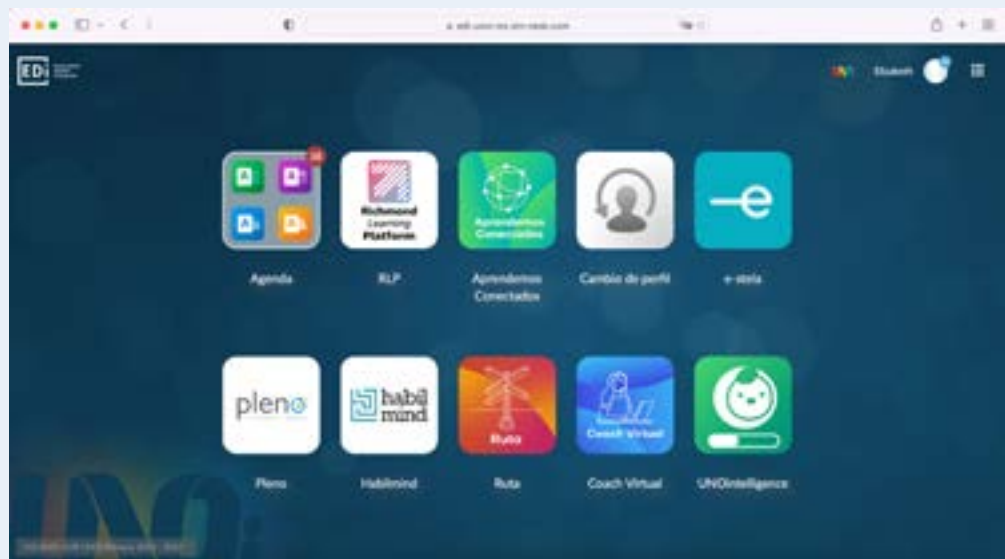 EDi
UNOi
Elizabeth
Richmond
Learning
Platform
Aprendemos
Conectados
Agenda
RLP
Aprendemos
Conectados
Cambio de perfil
e-stela
pleno
habil
mind
Ruta
Coach Virtual
Pleno
Habilmind
Ruta
Coach Virtual
UNOintelligence